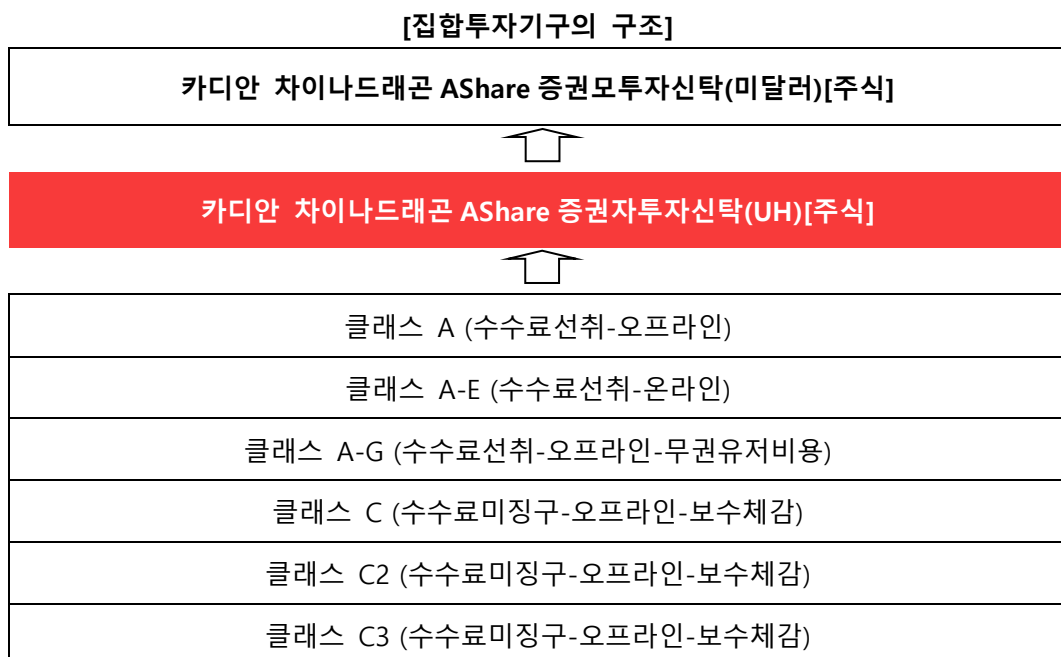 [집합투자기구의 구조]
카디안 차이나드래곤 AShare 증권모투자신탁(미달러)[주식]
카디안 차이나드래곤 AShare 증권자투자신탁(UH)[주식]
클래스 A (수수료선취-오프라인)
클래스 A-E (수수료선취-온라인)
클래스 A-G (수수료선취-오프라인-무권유저비용)
클래스 C (수수료미징구-오프라인-보수체감)
클래스 C2 (수수료미징구-오프라인-보수체감)
클래스 C3 (수수료미징구-오프라인-보수체감)